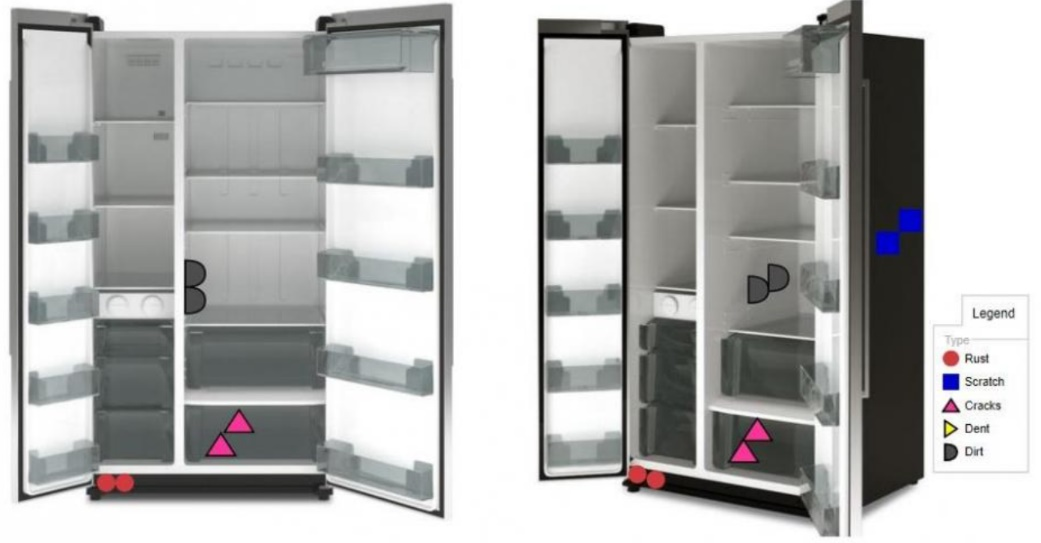 Legend
Type
Rust
Scratch
Cracks
Dent
Dirt